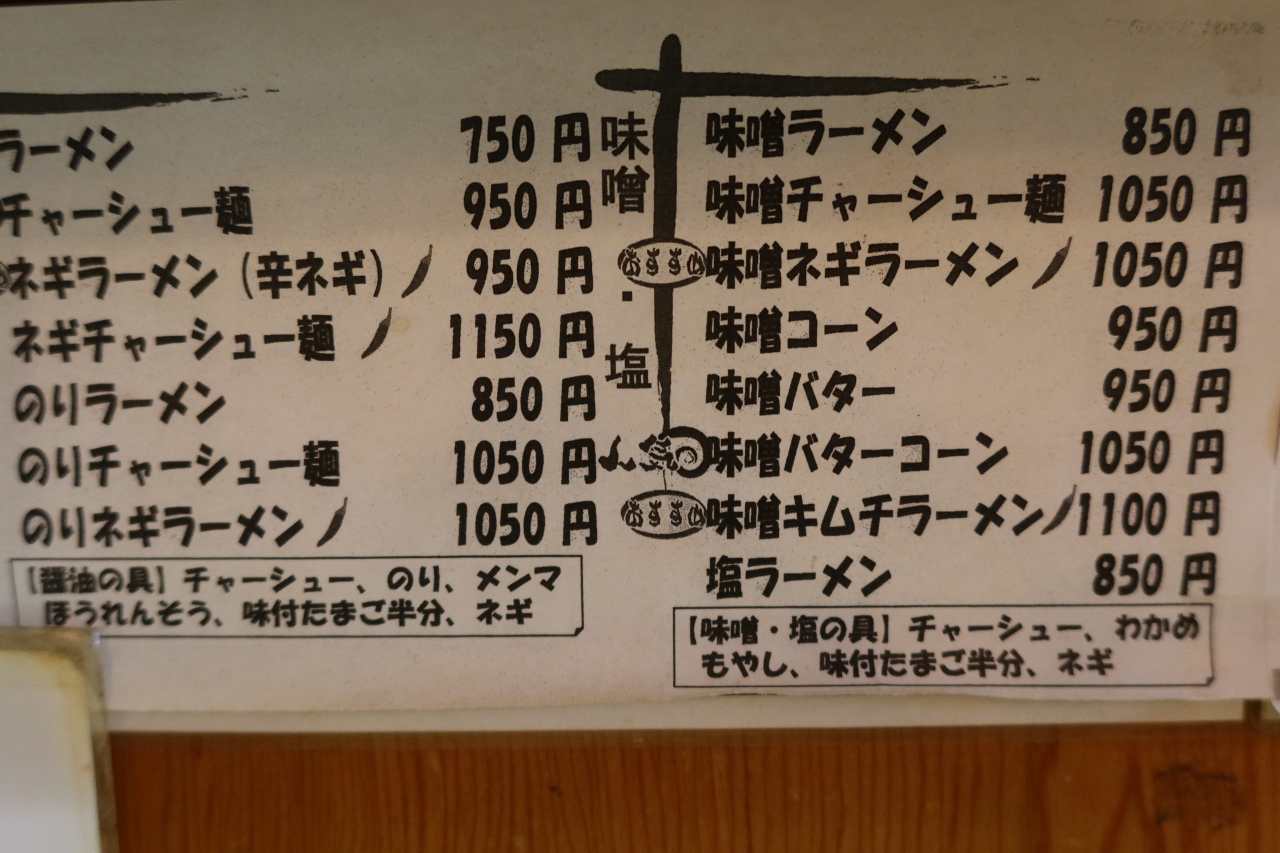 ラーメン 750円
チャーシュー麺 950円
ネギラーメン（辛ネギ） 950円
ネギチャーシュー麺 1150円
のりラーメン 850円
のりチャーシュー麺 1050円
のりネギラーメン 1050円
【醤油の具】チャーシュー、のり、メンマ
ほうれんそう、味付たまご半分、ネギ
味噌・塩
味噌ラーメン 850円
味噌チャーシュー麺 1050円
おすすめ 味噌ネギラーメン 1050円
味噌コーン 950円
味噌バター 950円
味噌バターコーン 1050円
おすすめ 味噌キムチラーメン 1100円
塩ラーメン 850円
【味噌・塩の具】チャーシュー、わかめ
もやし、味付たまご半分、ネギ